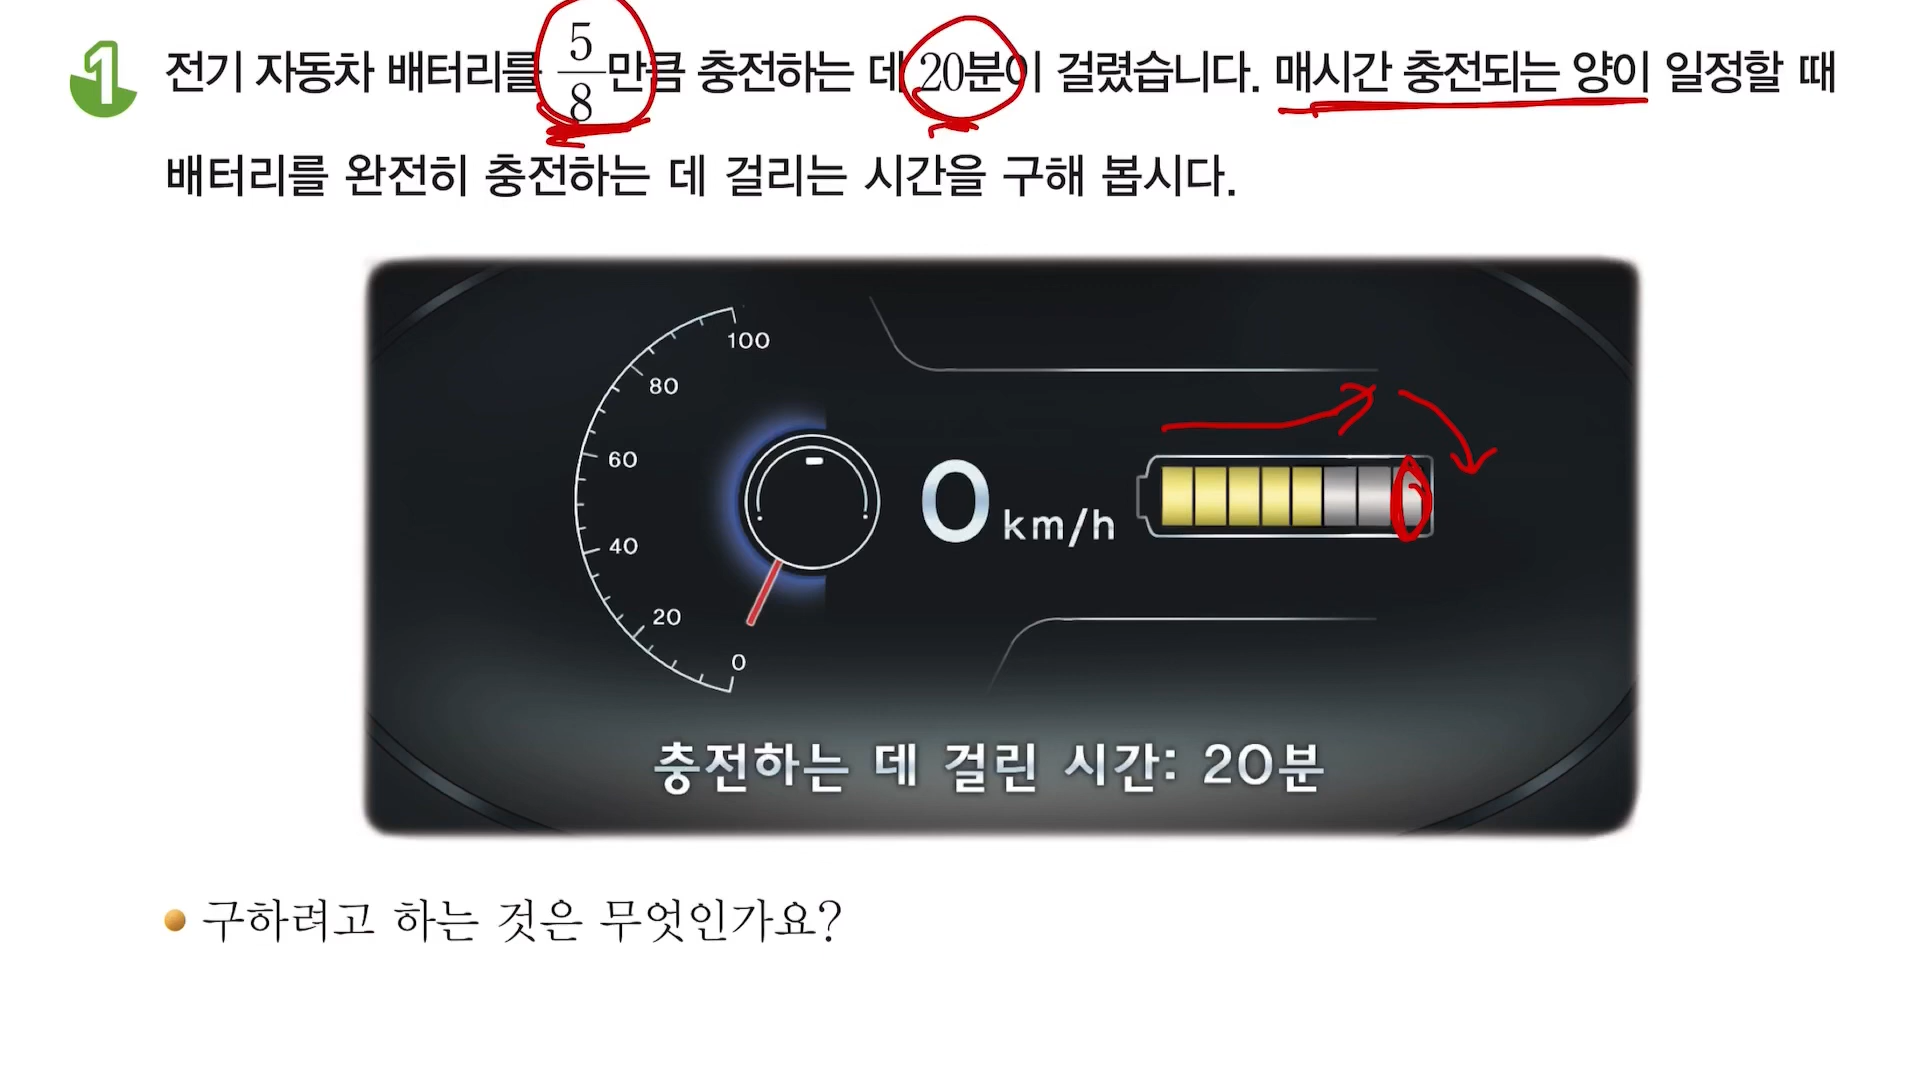 1 전기 자동차 배터리를 5/8만큼 충전하는 데 20분이 걸렸습니다. 매시간 충전되는 양이 일정할 때
배터리를 완전히 충전하는 데 걸리는 시간을 구해 봅시다.
100
80
60
40
20
0
0 km/h
충전하는 데 걸린 시간: 20분
구하려고 하는 것은 무엇인가요?